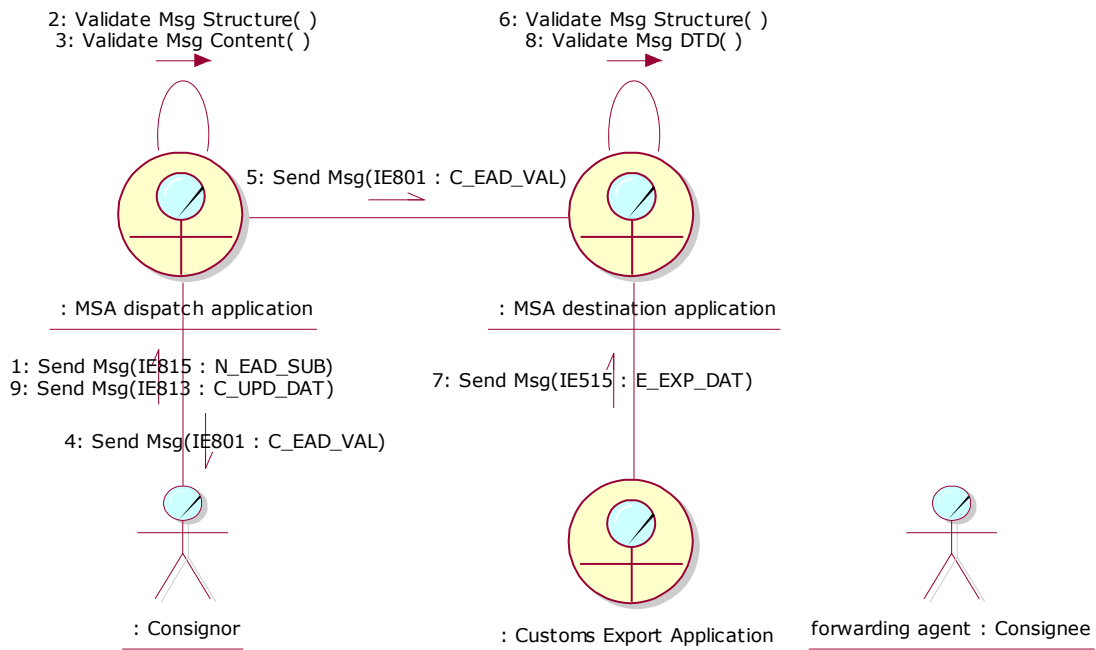 2: Validate Msg Structure( )
3: Validate Msg Content( )
6: Validate Msg Structure( )
8: Validate Msg DTD( )
5: Send Msg(IE801 : C_EAD_VAL)
: MSA dispatch application
: MSA destination application
1: Send Msg(IE815 : N_EAD_SUB)
9: Send Msg(IE813 : C_UPD_DAT)
7: Send Msg(IE515 : E_EXP_DAT)
4: Send Msg(IE801 : C_EAD_VAL)
: Consignor
: Customs Export Application
forwarding agent : Consignee